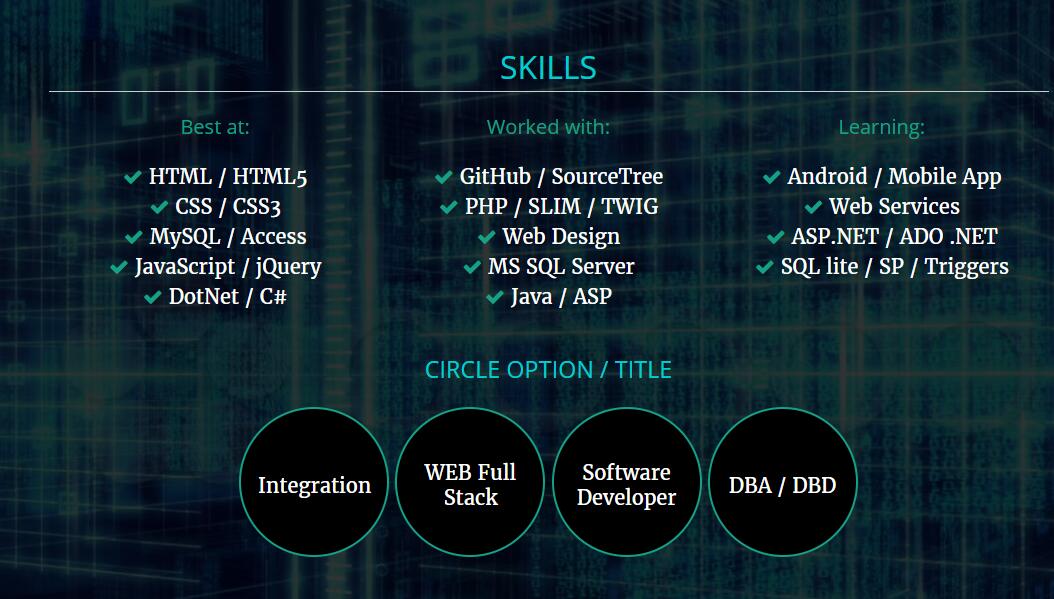 SKILLS
Best at:
HTML / HTML5
CSS / CSS3
MySQL / Access
JavaScript / jQuery
DotNet / C#
Worked with:
GitHub / SourceTree
PHP / SLIM / TWIG
Web Design
MS SQL Server
Java / ASP
Learning:
Android / Mobile App
Web Services
ASP.NET / ADO .NET
SQL lite / SP / Triggers
CIRCLE OPTION / TITLE
Integration
WEB Full
Stack
Software
Developer
DBA / DBD